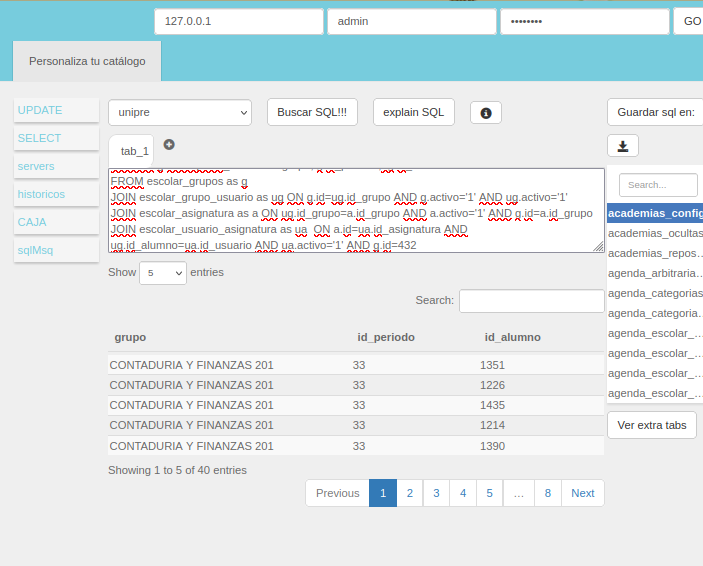 127.0.0.1 admin •••••••• GO
Personaliza tu catálogo
UPDATE
SELECT
servers
historicos
CAJA
sqlMsq
unipre Buscar SQL!!! explain SQL
tab_1
FROM escolar_grupos as g
JOIN escolar_grupo_usuario as ug ON g.id=ug.id_grupo AND g.activo='1' AND ug.activo='1'
JOIN escolar_asignatura as a ON ug.id_grupo=a.id_grupo AND a.activo='1' AND g.id=a.id_grupo
JOIN escolar_usuario_asignatura as ua ON a.id=ua.id_asignatura AND
ug.id_alumno=ua.id_usuario AND ua.activo='1' AND g.id=432
Show 5 entries
Search:
grupo id_periodo id_alumno
CONTADURIA Y FINANZAS 201 33 1351
CONTADURIA Y FINANZAS 201 33 1226
CONTADURIA Y FINANZAS 201 33 1435
CONTADURIA Y FINANZAS 201 33 1214
CONTADURIA Y FINANZAS 201 33 1390
Showing 1 to 5 of 40 entries
Previous 1 2 3 4 5 … 8 Next
Guardar sql en:
Search...
academias_config
academias_ocultas
academias_repos…
agenda_arbitraria…
agenda_categorias
agenda_categoria…
agenda_escolar_…
agenda_escolar_…
agenda_escolar_…
agenda_escolar_…
Ver extra tabs